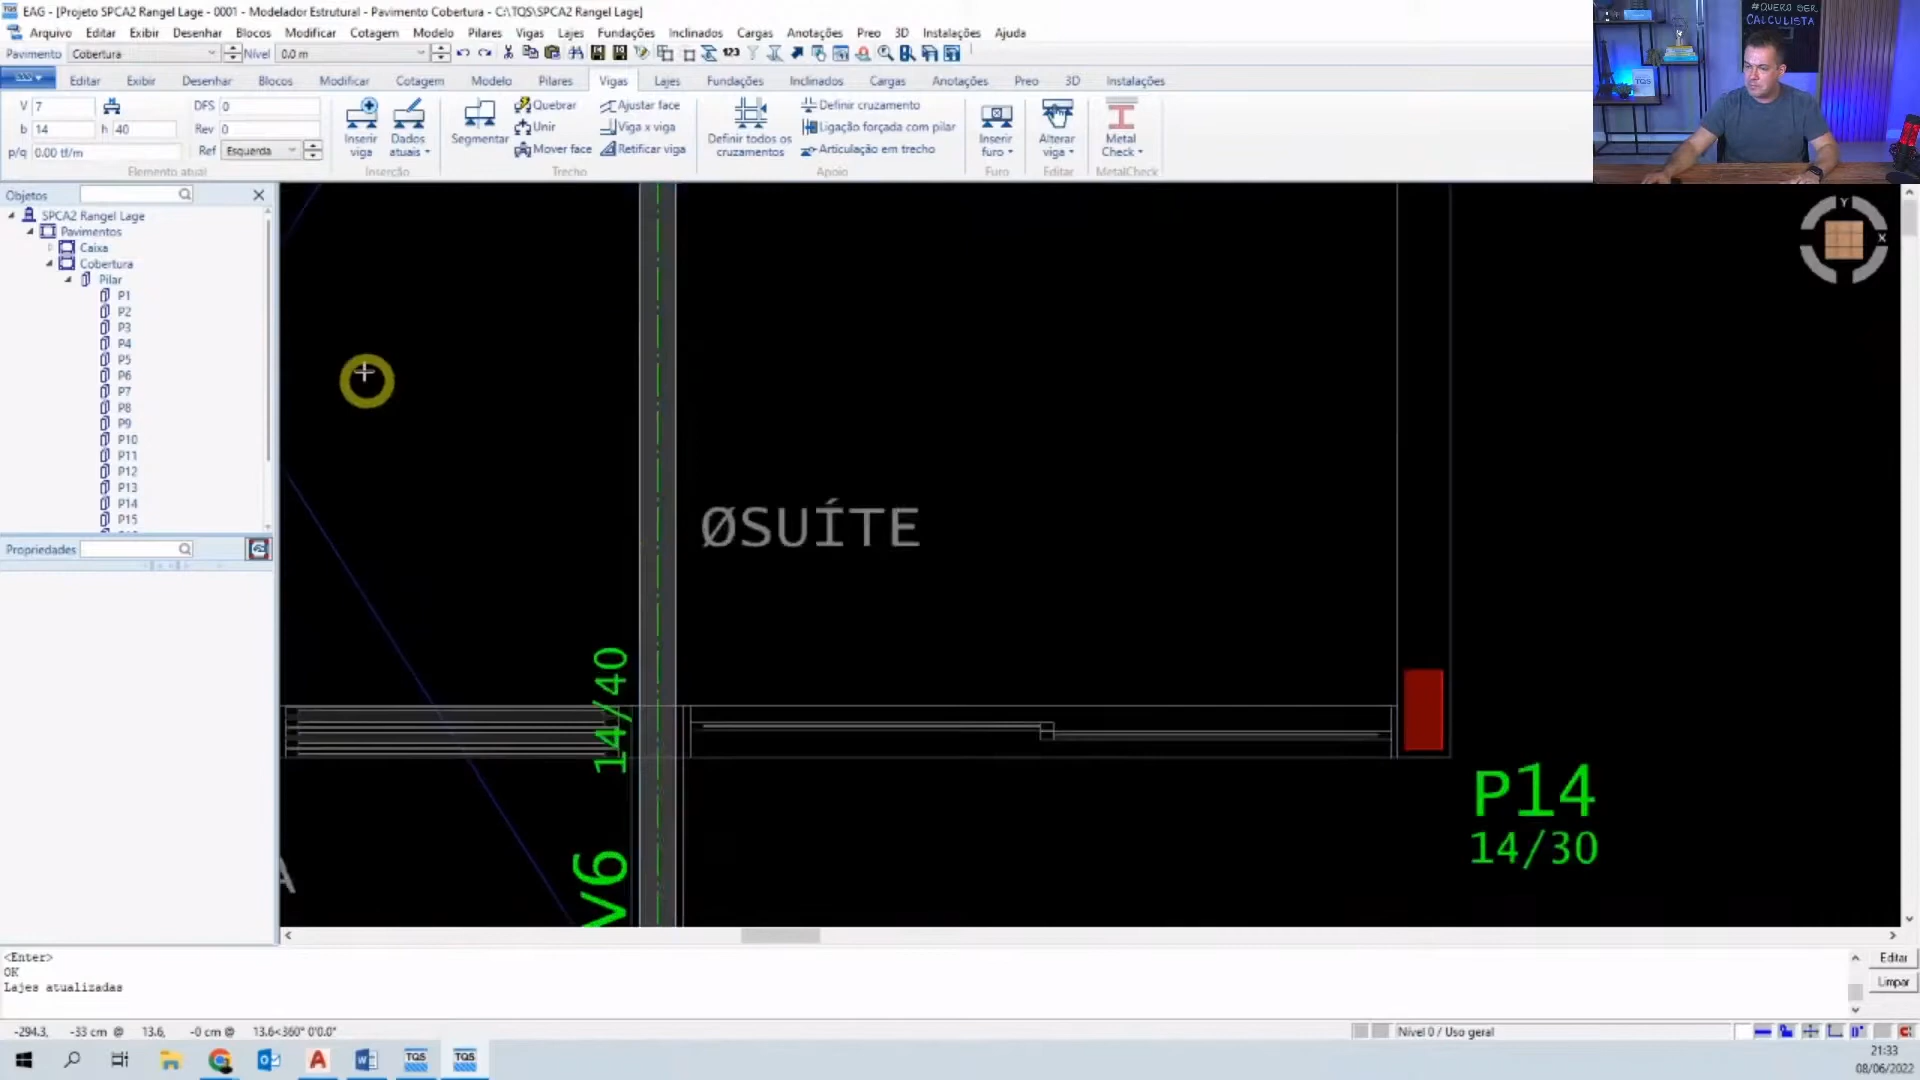 EAG - [Projeto SPCA2 Rangel Lage - 0001 - Modelador Estrutural - Pavimento Cobertura - C:\TQS\SPCA2 Rangel Lage]
Arquivo Editar Exibir Desenhar Blocos Modificar Cotagem Modelo Pilares Vigas Lajes Fundações Inclinados Cargas Anotações Preo 3D Instalações Ajuda
Pavimento Cobertura Nível 0.0 m 123
Editar Exibir Desenhar Blocos Modificar Cotagem Modelo Pilares Vigas Lajes Fundações Inclinados Cargas Anotações Preo 3D Instalações
V 7 DFS 0
b 14 h 40 Rev 0
p/q 0.00 tf/m Ref Esquerda
Elemento atual
Inserir viga
Dados atuais
Inserção
Segmentar
Quebrar
Unir
Mover face
Ajustar face
Viga x viga
Retificar viga
Trecho
Definir todos os cruzamentos
Definir cruzamento
Ligação forçada com pilar
Articulação em trecho
Apoio
Inserir furo
Furo
Alterar viga
Editar
Metal Check
MetalCheck
#QUERO SER
CALCULISTA
TQS
Objetos
SPCA2 Rangel Lage
Pavimentos
Caixa
Cobertura
Pilar
P1
P2
P3
P4
P5
P6
P7
P8
P9
P10
P11
P12
P13
P14
P15
Propriedades
Y
X
ØSUÍTE
14/40
V6
A
P14
14/30
<Enter>
OK
Lajes atualizadas
Editar
Limpar
-294.3, -33 cm @ 13.6, -0 cm @ 13.6<360° 0'0.0"
Nível 0 / Uso geral
TQS
TQS
21:33
08/06/2022